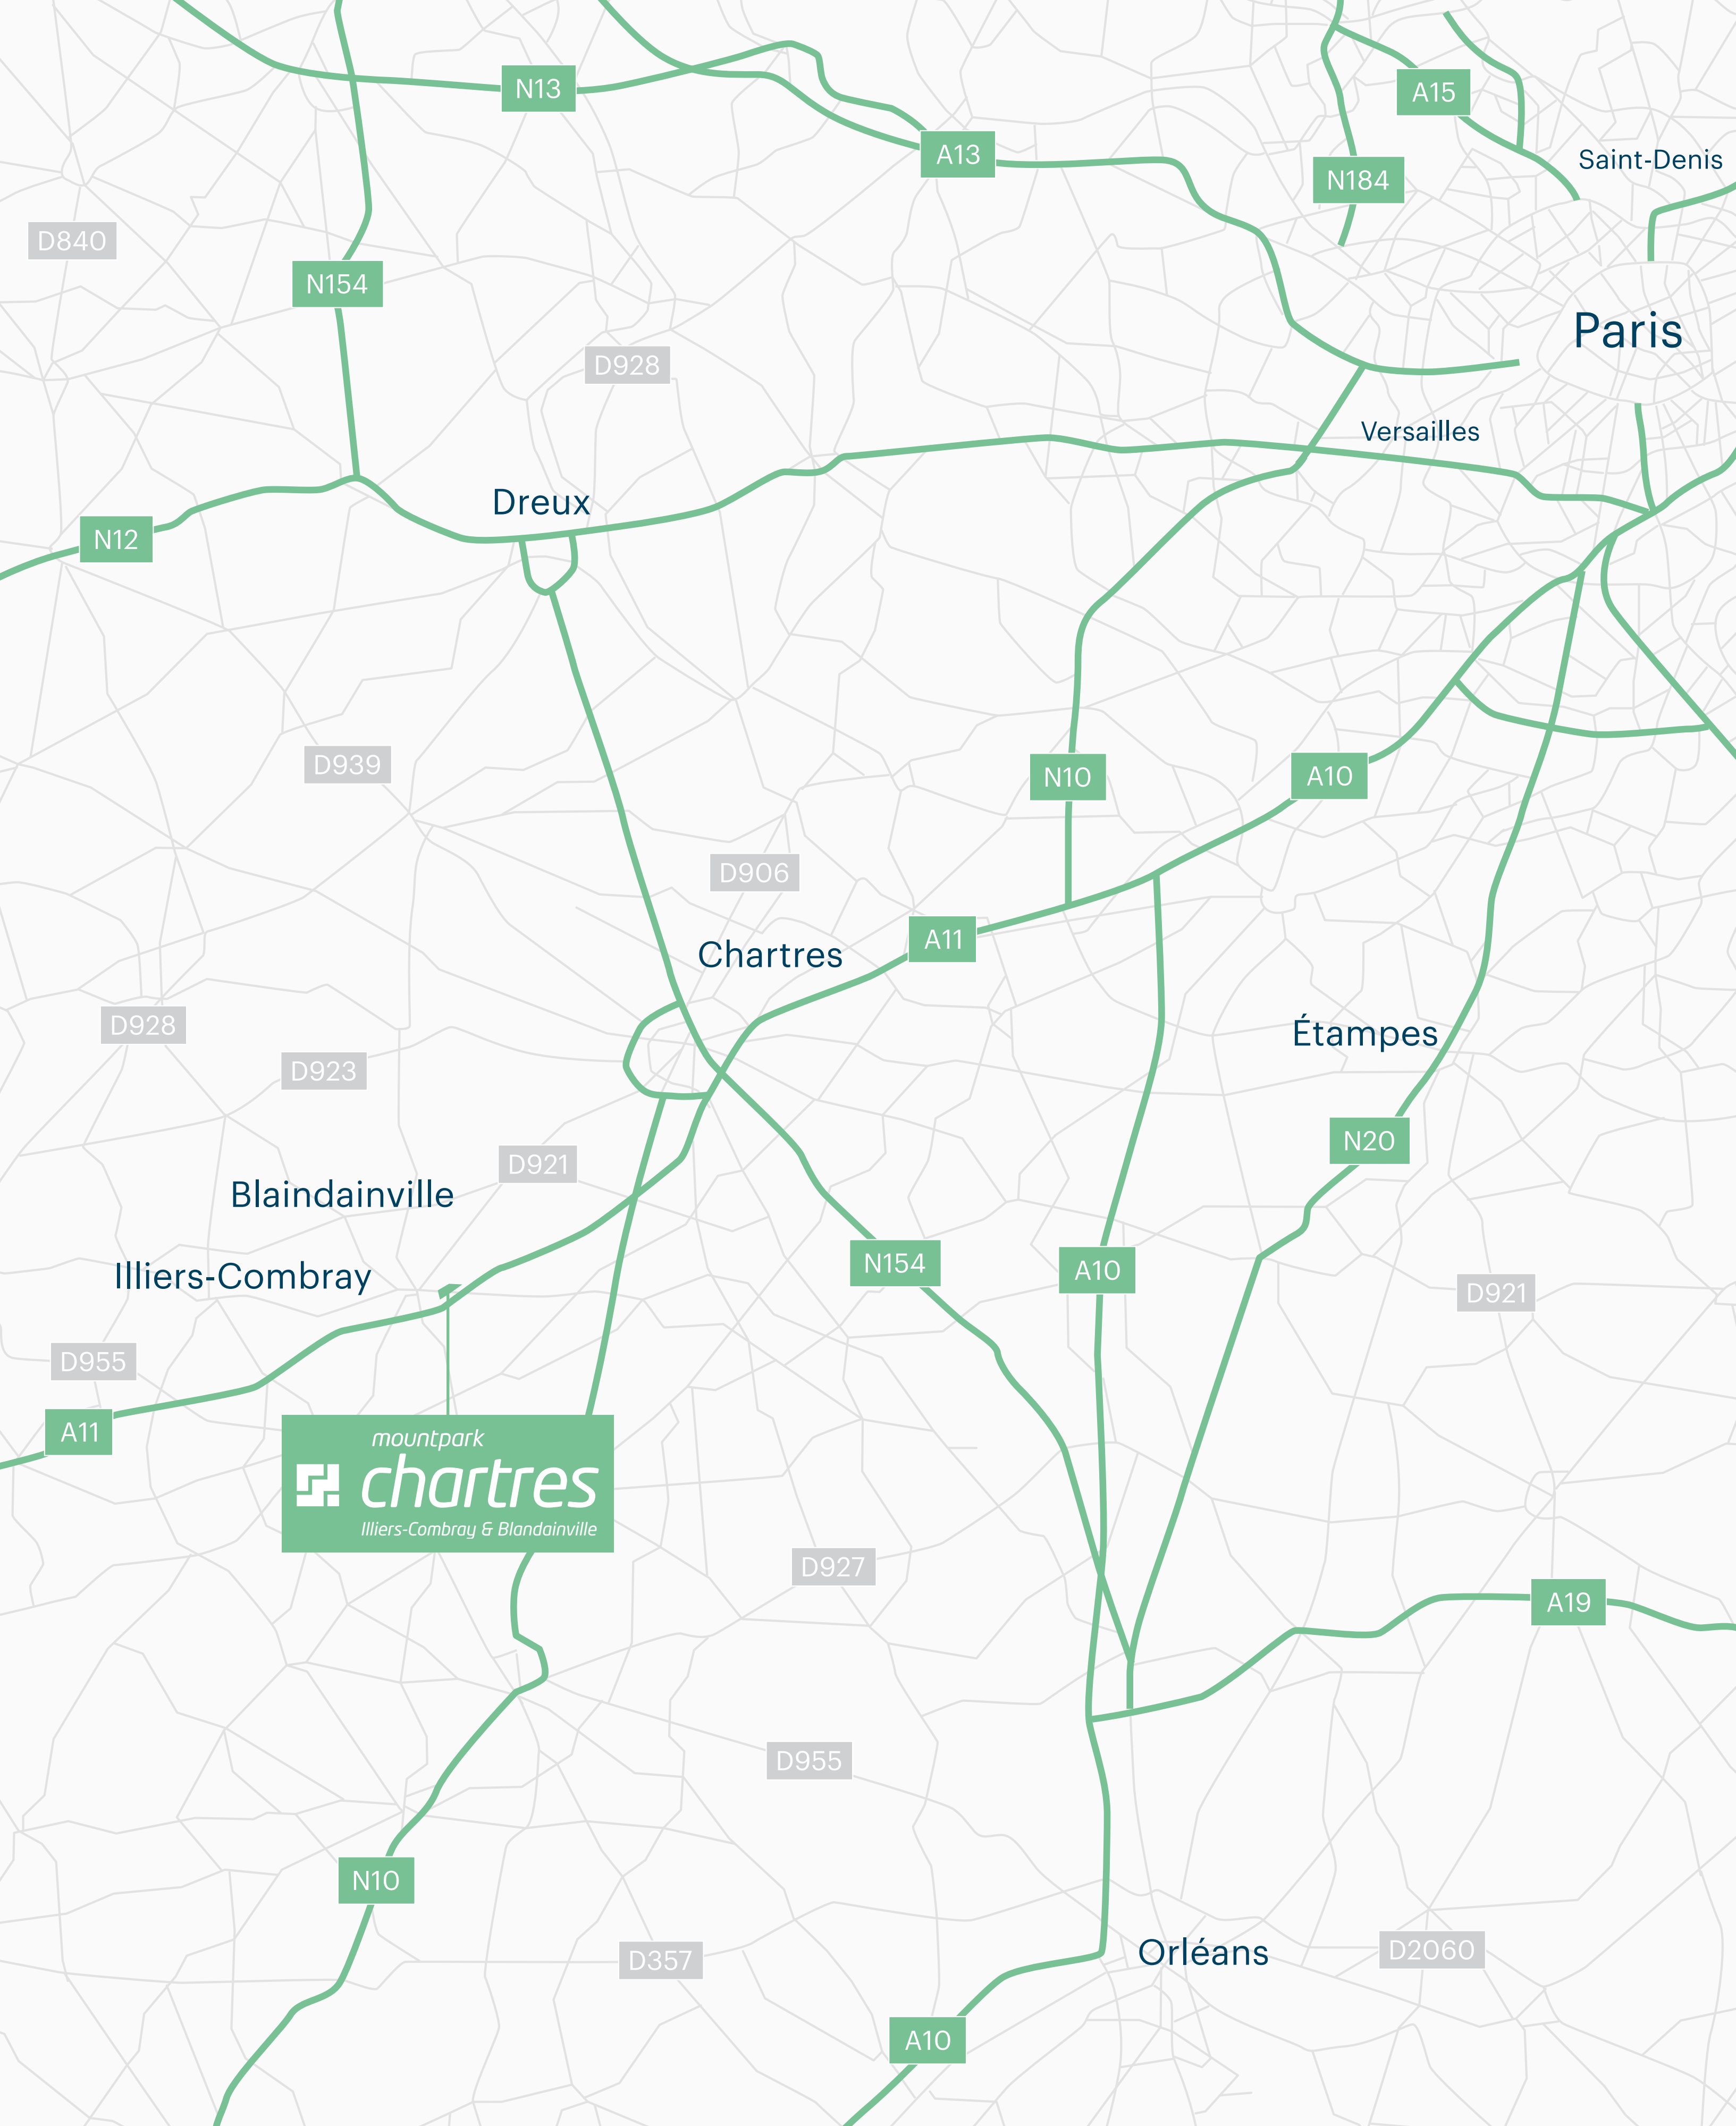 N13
A15
A13
Saint-Denis
N184
D840
N154
Paris
D928
Versailles
Dreux
N12
D939
N10
A10
D906
A11
Chartres
D928
Étampes
D923
N20
D921
Blaindainville
N154
A10
Illiers-Combray
D921
D955
A11
mountpark
chartres
Illiers-Combray & Blandainville
D927
A19
D955
N10
D2060
Orléans
D357
A10